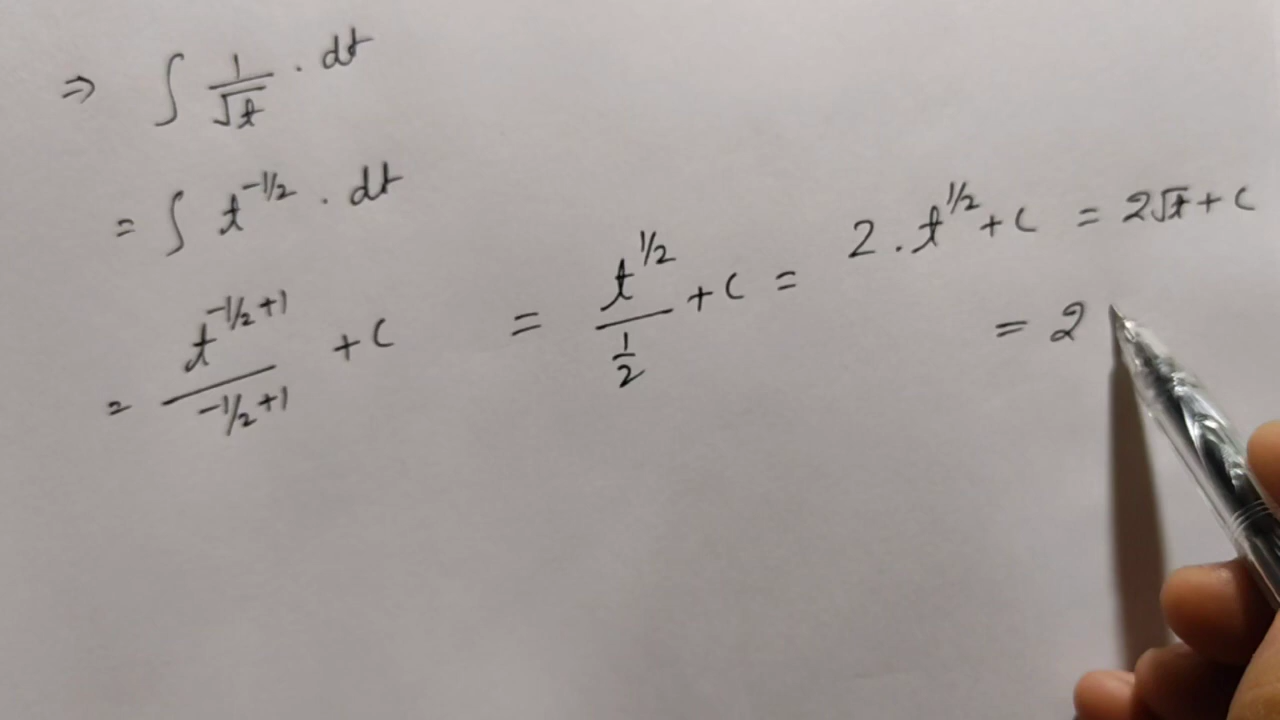 ⇒ ∫ 1/√t . dt
= ∫ t^-1/2 . dt
= t^-1/2+1 / -1/2+1 + C = t^1/2 / 1/2 + C = 2 . t^1/2 + C = 2√t + C
= 2